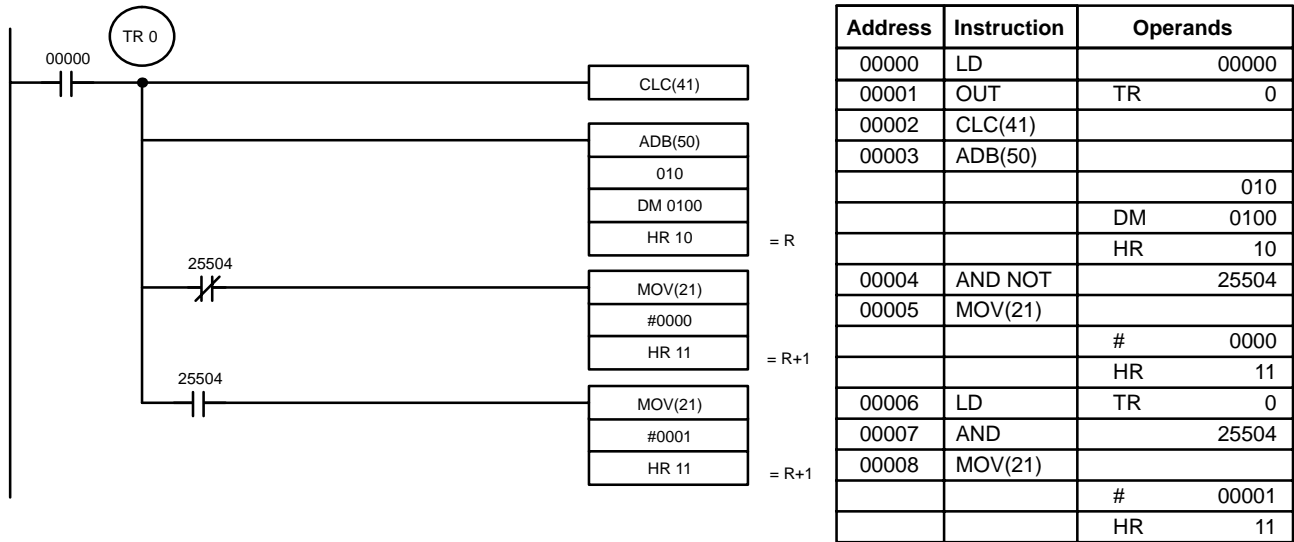 TR 0
00000
CLC(41)
ADB(50)
010
DM 0100
HR 10 = R
25504
MOV(21)
#0000
HR 11 = R+1
25504
MOV(21)
#0001
HR 11 = R+1
Address Instruction Operands
00000 LD 00000
00001 OUT TR 0
00002 CLC(41)
00003 ADB(50)
010
DM 0100
HR 10
00004 AND NOT 25504
00005 MOV(21)
# 0000
HR 11
00006 LD TR 0
00007 AND 25504
00008 MOV(21)
# 00001
HR 11